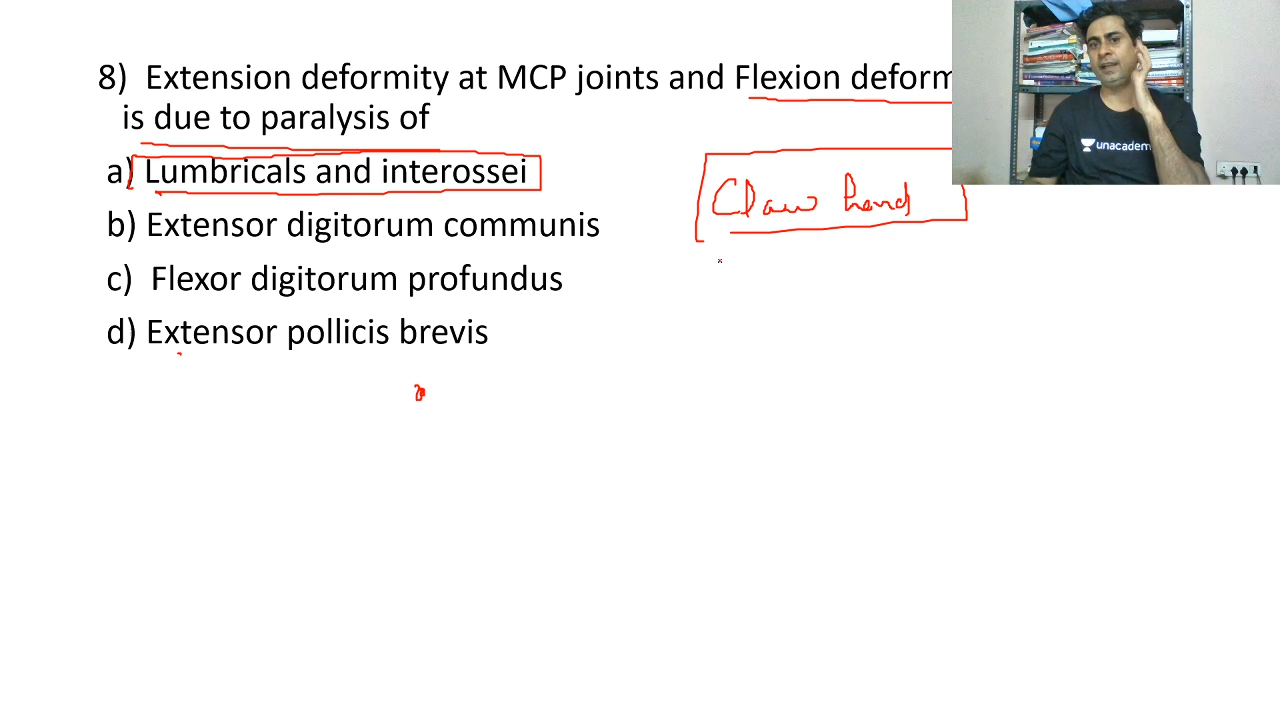 8) Extension deformity at MCP joints and Flexion deform
is due to paralysis of
a) Lumbricals and interossei
Claw hand
b) Extensor digitorum communis
c) Flexor digitorum profundus
d) Extensor pollicis brevis
unacadem